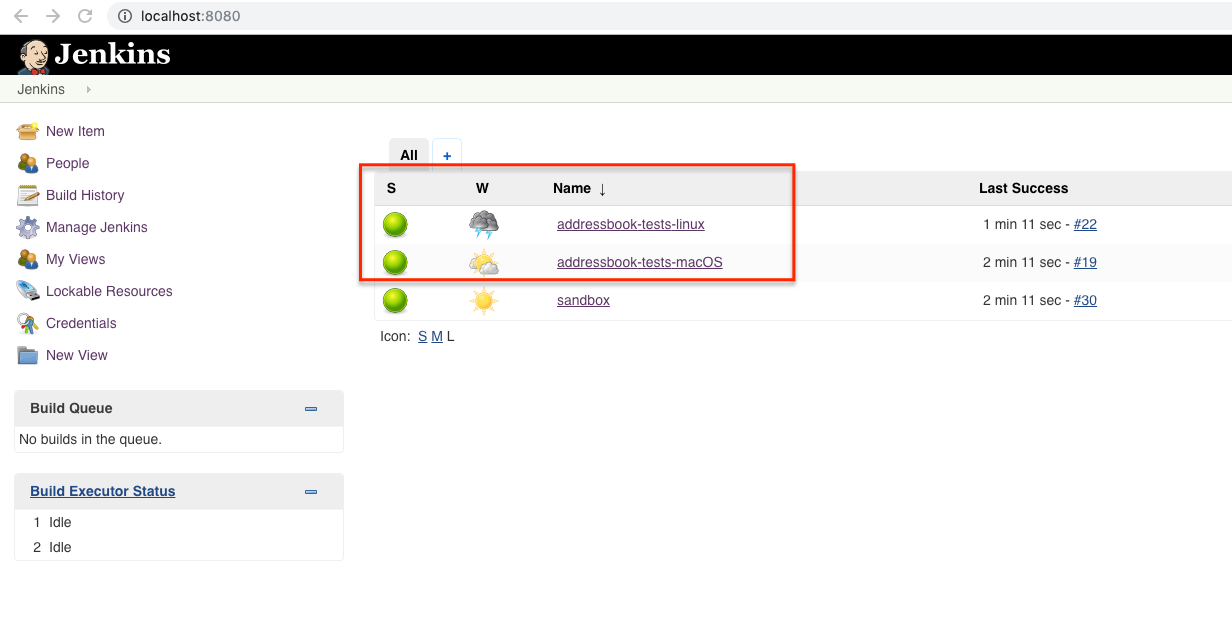 localhost:8080
Jenkins
Jenkins
New Item
People
Build History
Manage Jenkins
My Views
Lockable Resources
Credentials
New View
Build Queue
No builds in the queue.
Build Executor Status
1 Idle
2 Idle
All +
S W Name ↓ Last Success
addressbook-tests-linux 1 min 11 sec - #22
addressbook-tests-macOS 2 min 11 sec - #19
sandbox 2 min 11 sec - #30
Icon: S M L